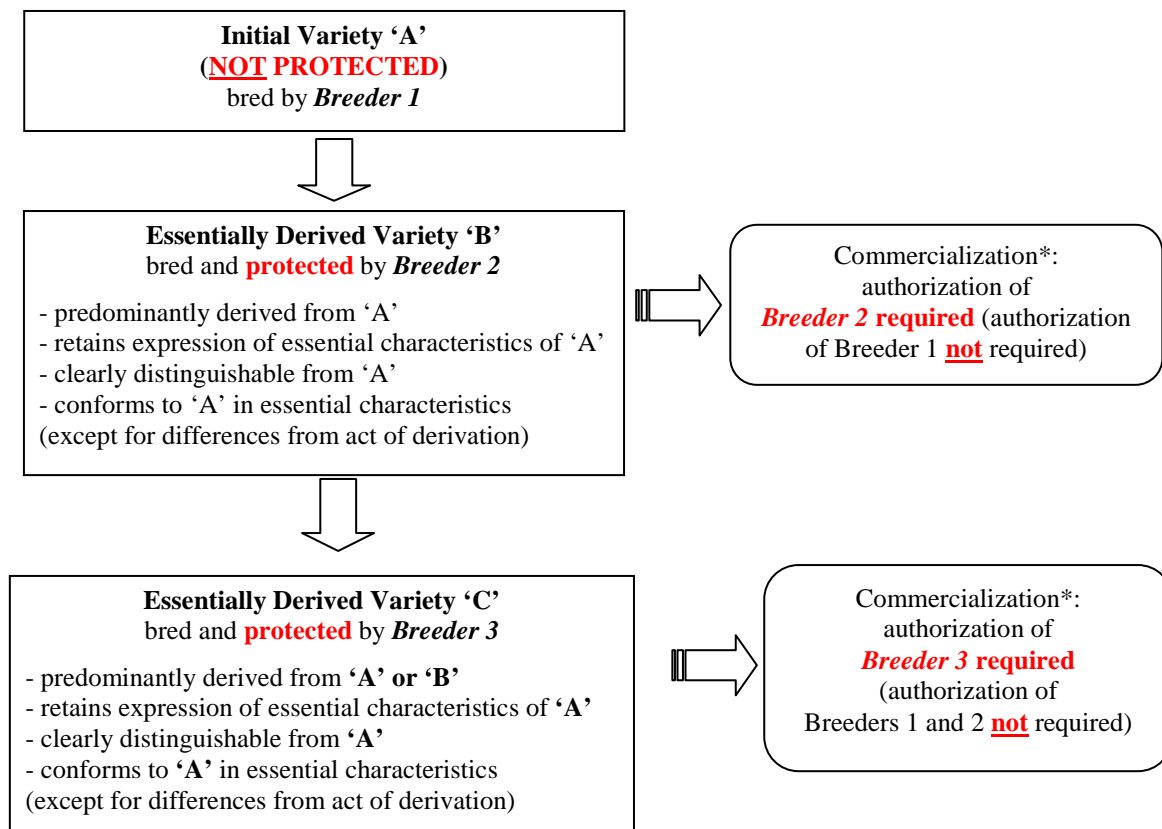 Initial Variety ‘A’
(NOT PROTECTED)
bred by Breeder 1
Essentially Derived Variety ‘B’
bred and protected by Breeder 2
- predominantly derived from ‘A’
- retains expression of essential characteristics of ‘A’
- clearly distinguishable from ‘A’
- conforms to ‘A’ in essential characteristics
(except for differences from act of derivation)
Commercialization*:
authorization of
Breeder 2 required (authorization
of Breeder 1 not required)
Essentially Derived Variety ‘C’
bred and protected by Breeder 3
- predominantly derived from ‘A’ or ‘B’
- retains expression of essential characteristics of ‘A’
- clearly distinguishable from ‘A’
- conforms to ‘A’ in essential characteristics
(except for differences from act of derivation)
Commercialization*:
authorization of
Breeder 3 required
(authorization of
Breeders 1 and 2 not required)